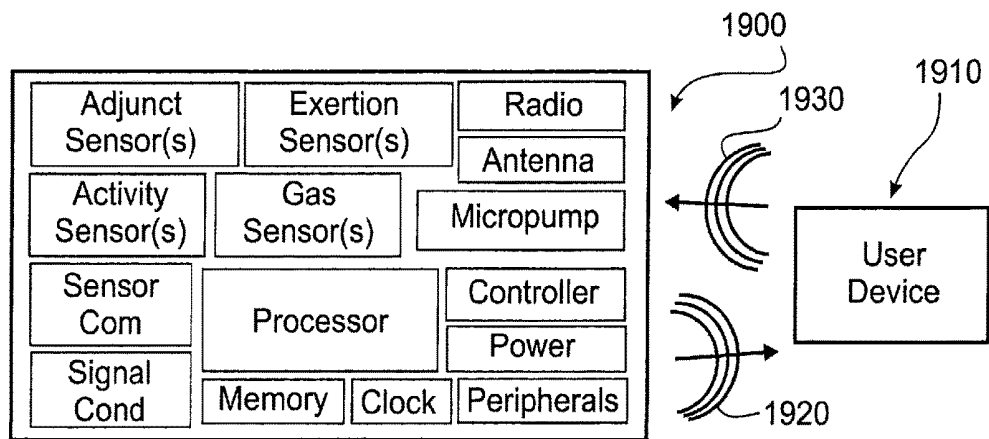 1900
1910
1930
Adjunct
Sensor(s)
Exertion
Sensor(s)
Radio
Antenna
Activity
Sensor(s)
Gas
Sensor(s)
Micropump
User
Device
Sensor
Com
Processor
Controller
Power
Signal
Cond
Memory
Clock
Peripherals
1920